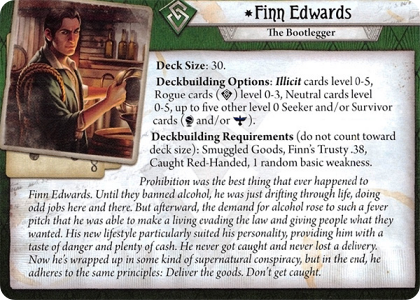 *Finn Edwards
The Bootlegger
Deck Size: 30.
Deckbuilding Options: Illicit cards level 0-5,
Rogue cards () level 0-3, Neutral cards level
0-5, up to five other level 0 Seeker and/or Survivor
cards ( and/or ).
Deckbuilding Requirements (do not count toward
deck size): Smuggled Goods, Finn's Trusty .38,
Caught Red-Handed, 1 random basic weakness.
Prohibition was the best thing that ever happened to
Finn Edwards. Until they banned alcohol, he was just drifting through life, doing
odd jobs here and there. But afterward, the demand for alcohol rose to such a fever
pitch that he was able to make a living evading the law and giving people what they
wanted. His new lifestyle particularly suited his personality, providing him with a
taste of danger and plenty of cash. He never got caught and never lost a delivery.
Now he's wrapped up in some kind of supernatural conspiracy, but in the end, he
adheres to the same principles: Deliver the goods. Don't get caught.